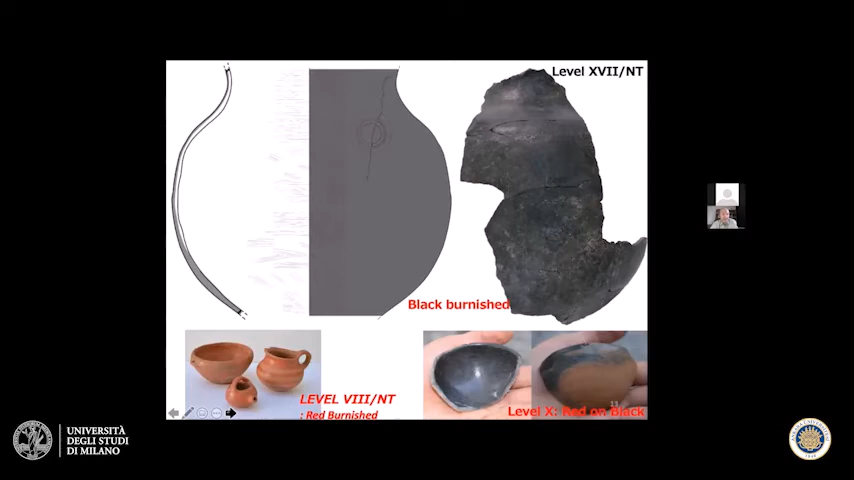 Level XVII/NT
Black burnished
LEVEL VIII/NT
: Red Burnished
Level X: Red on Black
13
UNIVERSITÀ
DEGLI STUDI
DI MILANO